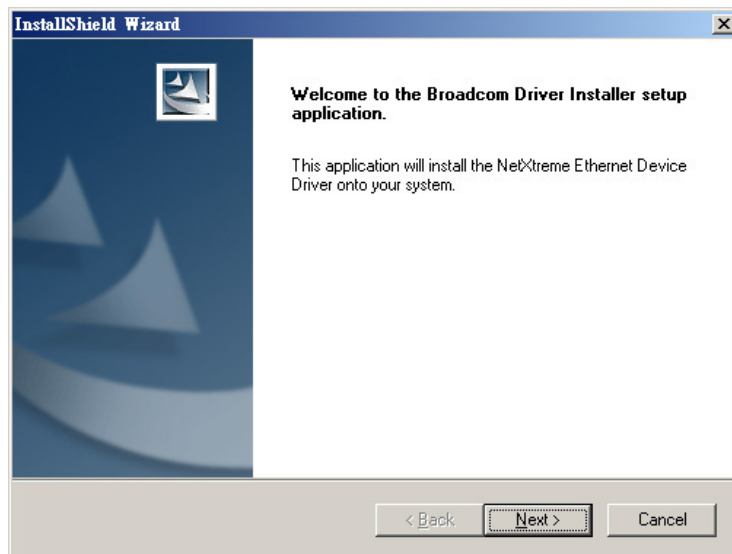 InstallShield Wizard
Welcome to the Broadcom Driver Installer setup
application.
This application will install the NetXtreme Ethernet Device
Driver onto your system.
< Back
Next >
Cancel